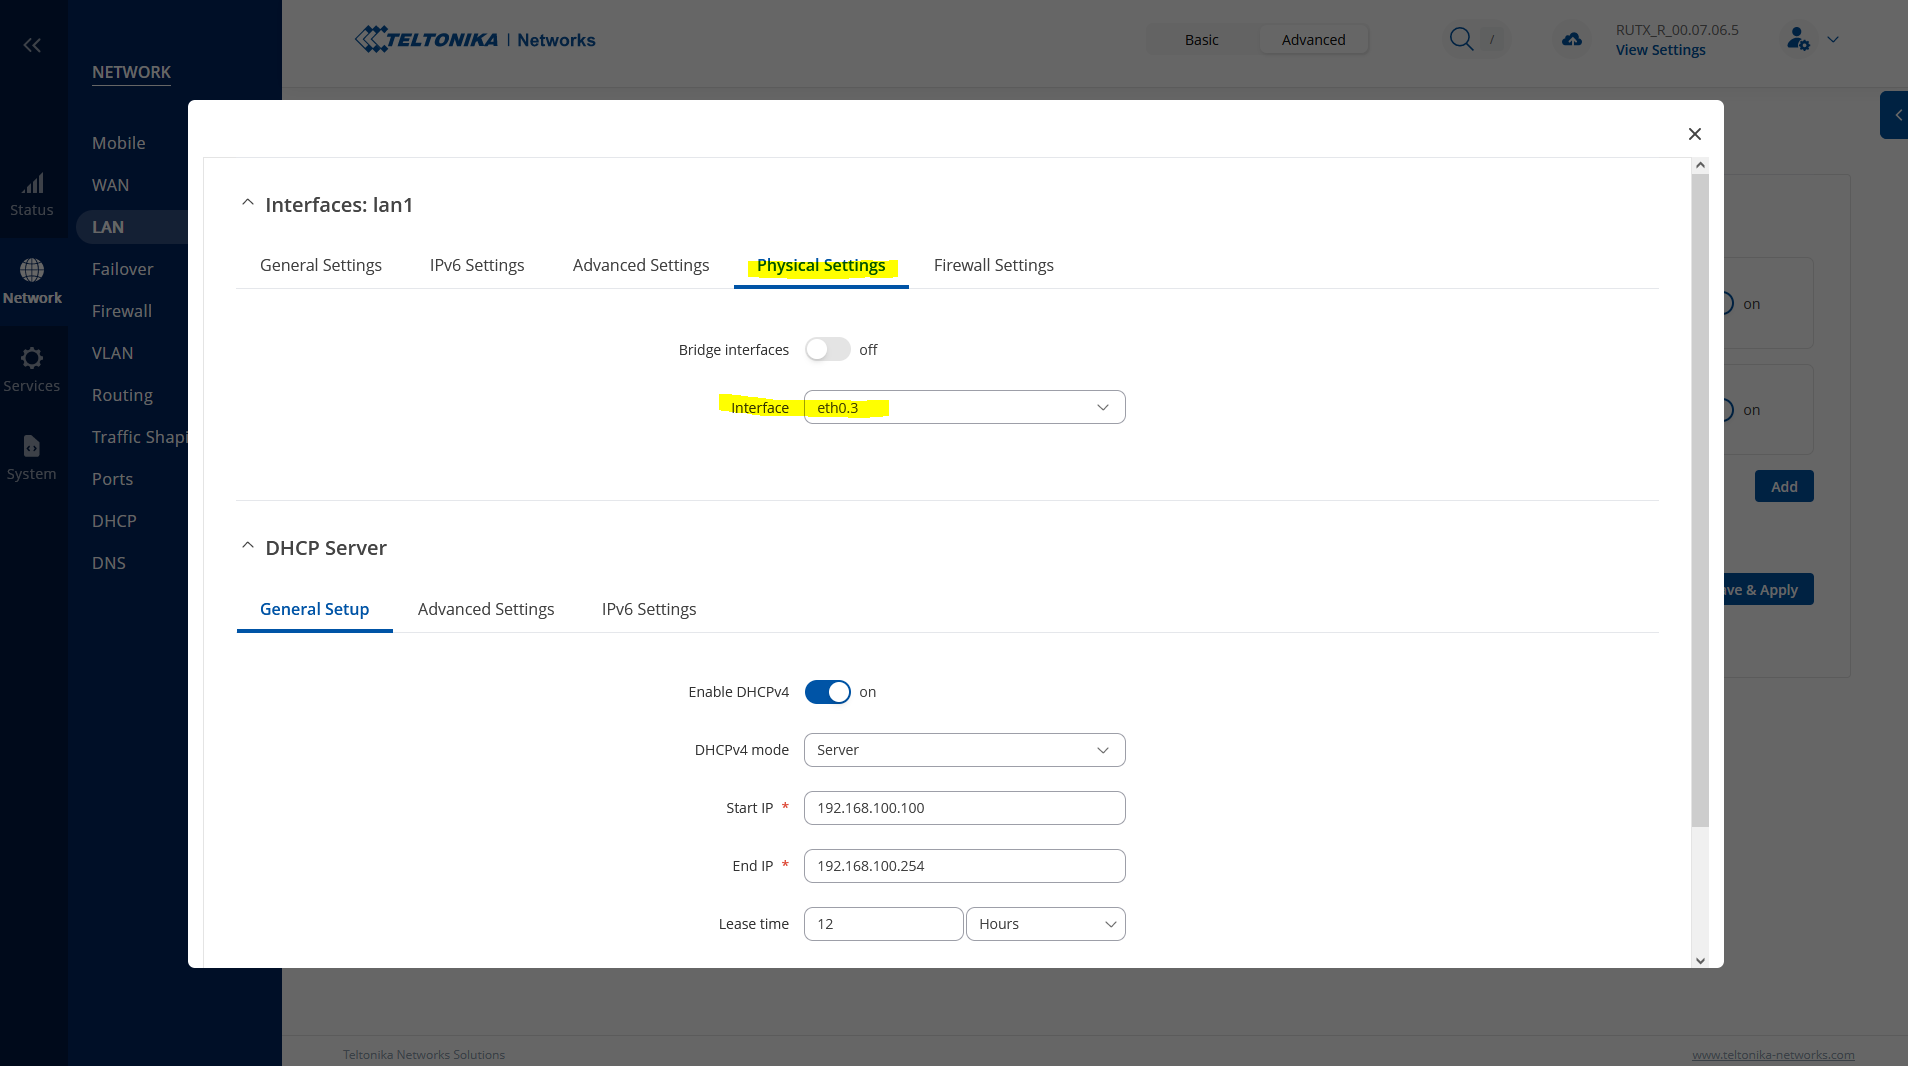 TELTONIKA | Networks
Basic
Advanced
/
RUTX_R_00.07.06.5
View Settings
NETWORK
Mobile
WAN
LAN
Failover
Firewall
VLAN
Routing
Traffic Shapi
Ports
DHCP
DNS
Status
Network
Services
System
Interfaces: lan1
General Settings
IPv6 Settings
Advanced Settings
Physical Settings
Firewall Settings
Bridge interfaces off
Interface eth0.3
DHCP Server
General Setup
Advanced Settings
IPv6 Settings
Enable DHCPv4 on
DHCPv4 mode Server
Start IP * 192.168.100.100
End IP * 192.168.100.254
Lease time 12 Hours
on
on
Add
ve & Apply
Teltonika Networks Solutions
www.teltonika-networks.com